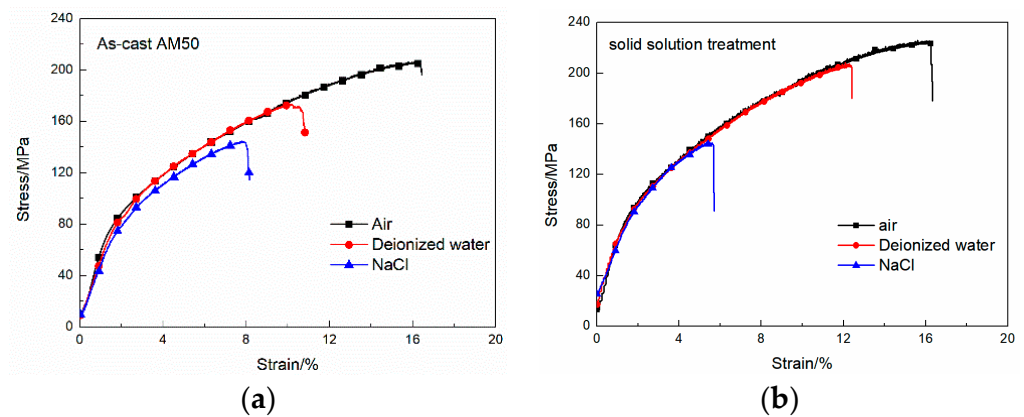 As-cast AM50
Stress/MPa
240
200
160
120
80
40
0
0 4 8 12 16 20
Strain/%
Air
Deionized water
NaCl
(a)
solid solution treatment
Stress/MPa
240
200
160
120
80
40
0
0 4 8 12 16 20
Strain/%
air
Deionized water
NaCl
(b)